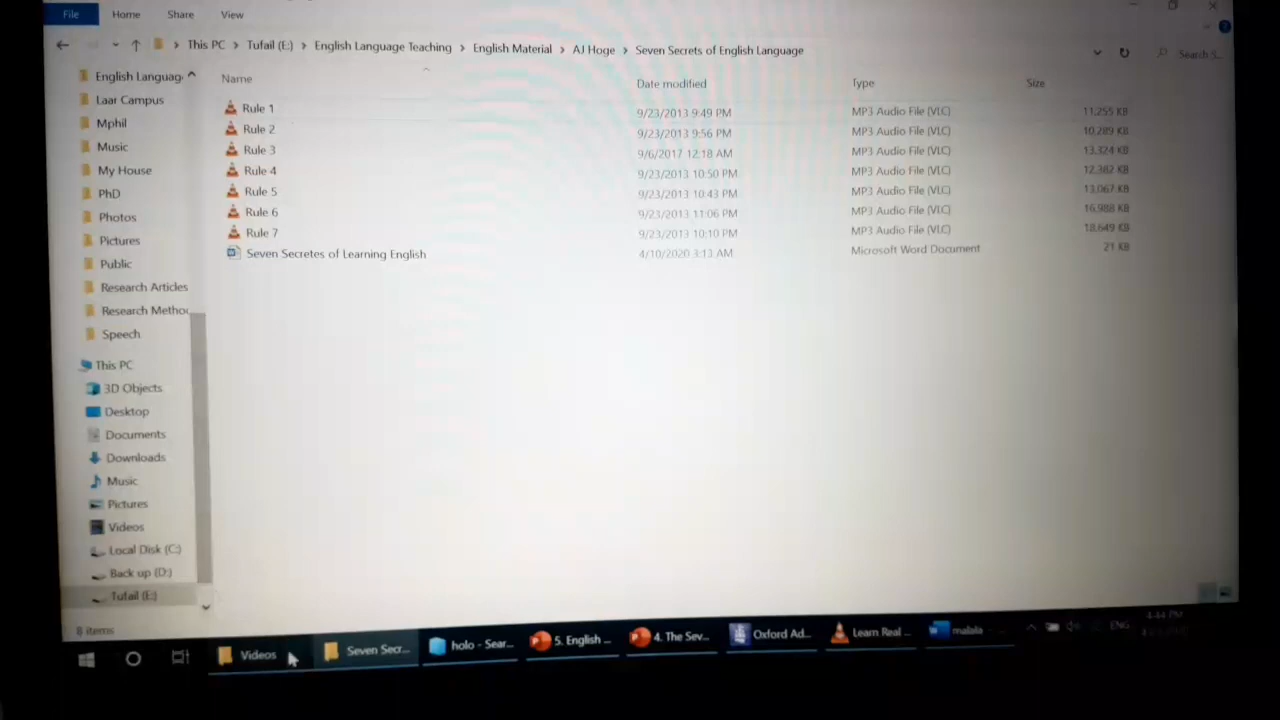 File Home Share View
This PC > Tufail (E:) > English Language Teaching > English Material > AJ Hoge > Seven Secrets of English Language
Search S...
Name Date modified Type Size
Rule 1 9/23/2013 9:49 PM MP3 Audio File (VLC) 11,255 KB
Rule 2 9/23/2013 9:56 PM MP3 Audio File (VLC) 10,289 KB
Rule 3 9/6/2017 12:18 AM MP3 Audio File (VLC) 13,324 KB
Rule 4 9/23/2013 10:50 PM MP3 Audio File (VLC) 12,382 KB
Rule 5 9/23/2013 10:43 PM MP3 Audio File (VLC) 13,067 KB
Rule 6 9/23/2013 11:06 PM MP3 Audio File (VLC) 16,988 KB
Rule 7 9/23/2013 10:10 PM MP3 Audio File (VLC) 18,649 KB
Seven Secretes of Learning English 4/10/2020 3:13 AM Microsoft Word Document 21 KB
English Languag
Laar Campus
Mphil
Music
My House
PhD
Photos
Pictures
Public
Research Articles
Research Metho
Speech
This PC
3D Objects
Desktop
Documents
Downloads
Music
Pictures
Videos
Local Disk (C:)
Back up (D:)
Tufail (E:)
8 items
Videos Seven Secr... holo - Sear... 5. English ... 4. The Sev... Oxford Ad... Learn Real ... malala ENG 4:44 PM